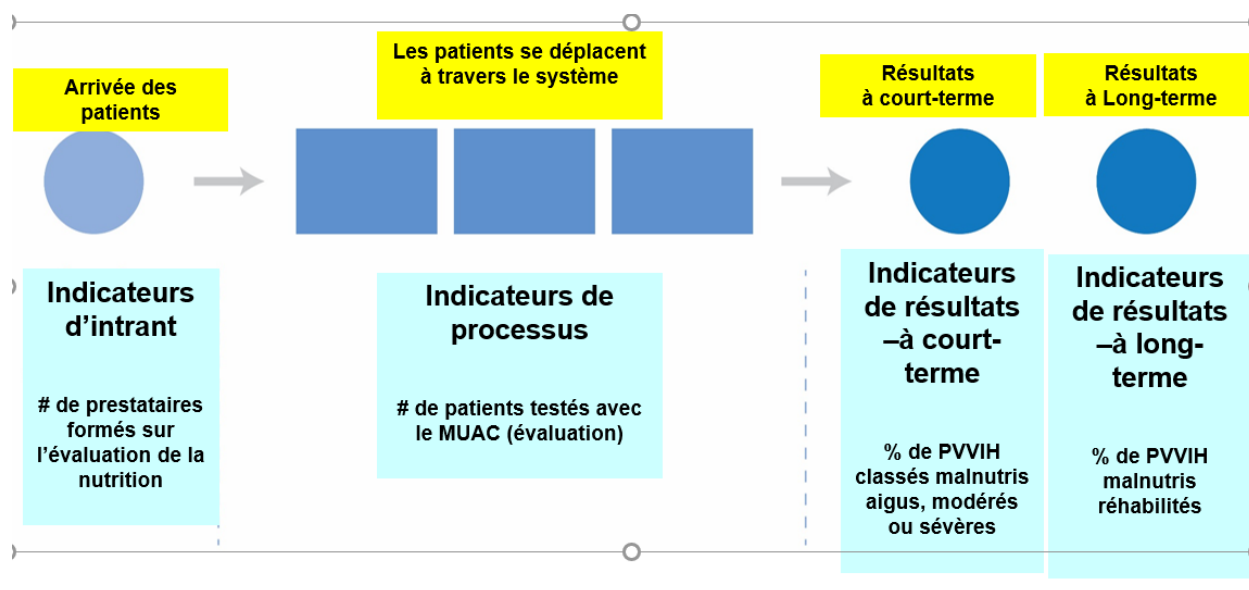 Arrivée des
patients
Les patients se déplacent
à travers le système
Résultats
à court-terme
Résultats
à Long-terme
Indicateurs
d’intrant
# de prestataires
formés sur
l’évaluation de la
nutrition
Indicateurs de
processus
# de patients testés avec
le MUAC (évaluation)
Indicateurs
de résultats
–à court-
terme
% de PVVIH
classés malnutris
aigus, modérés
ou sévères
Indicateurs
de résultats
–à long-
terme
% de PVVIH
malnutris
réhabilités